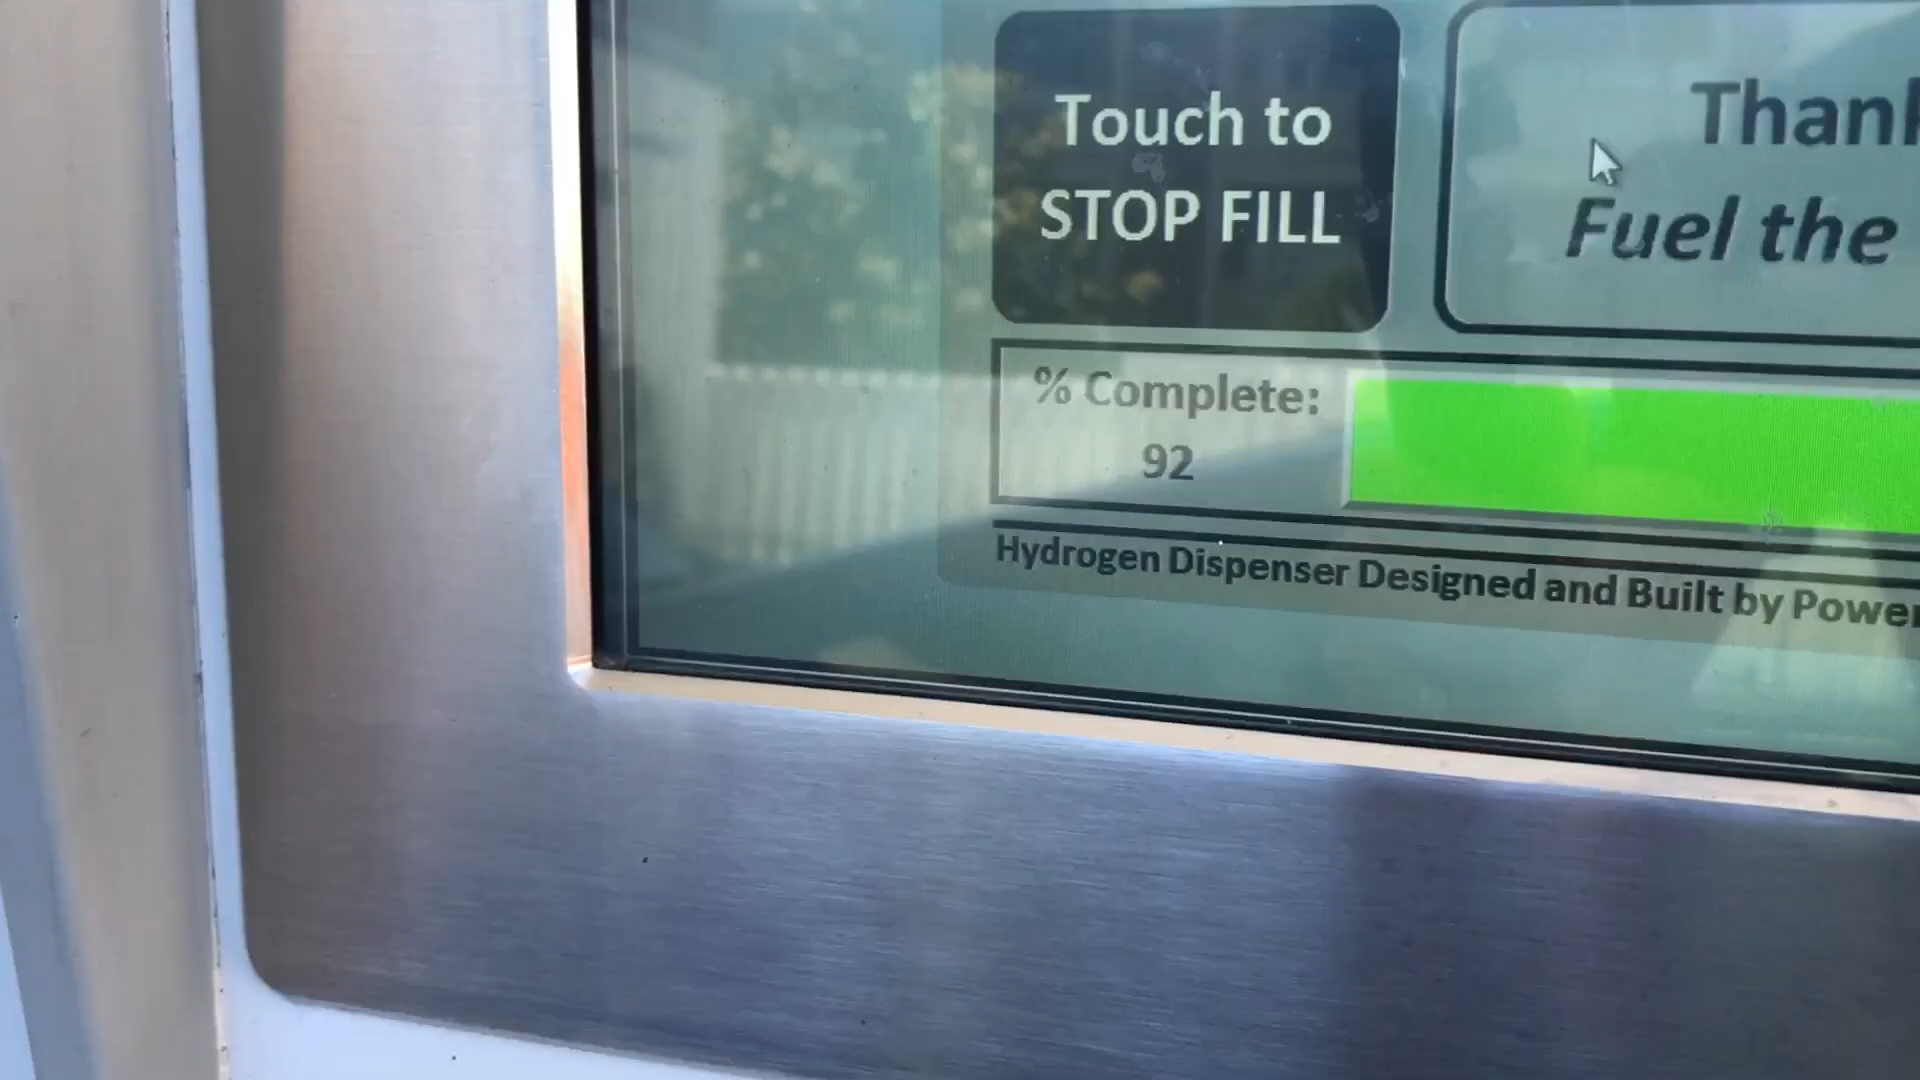 Touch to
STOP FILL
Thank
Fuel the
% Complete:
92
Hydrogen Dispenser Designed and Built by Power